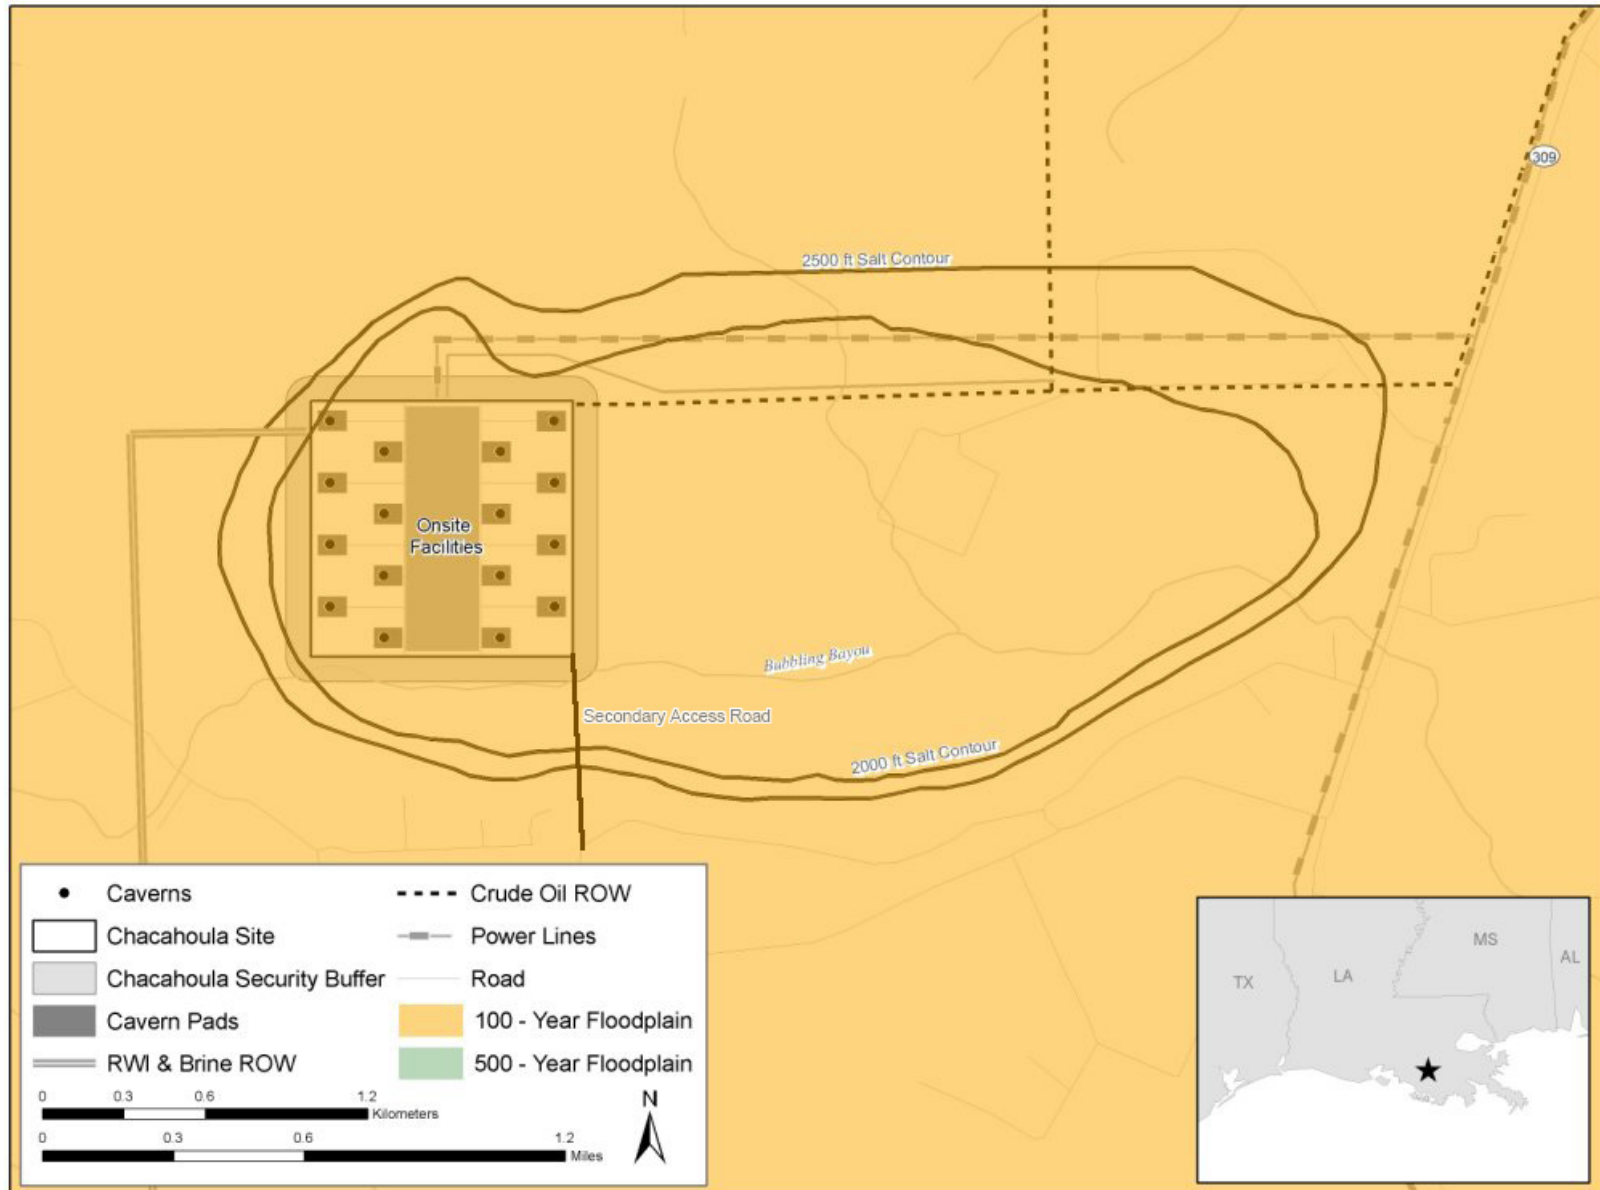 309
2500 ft Salt Contour
Onsite
Facilities
Bubbling Bayou
Secondary Access Road
2000 ft Salt Contour
Caverns
Chacahoula Site
Chacahoula Security Buffer
Cavern Pads
RWI & Brine ROW
Crude Oil ROW
Power Lines
Road
100 - Year Floodplain
500 - Year Floodplain
0 0.3 0.6 1.2
Kilometers
0 0.3 0.6 1.2
Miles
N
TX
LA
MS
AL